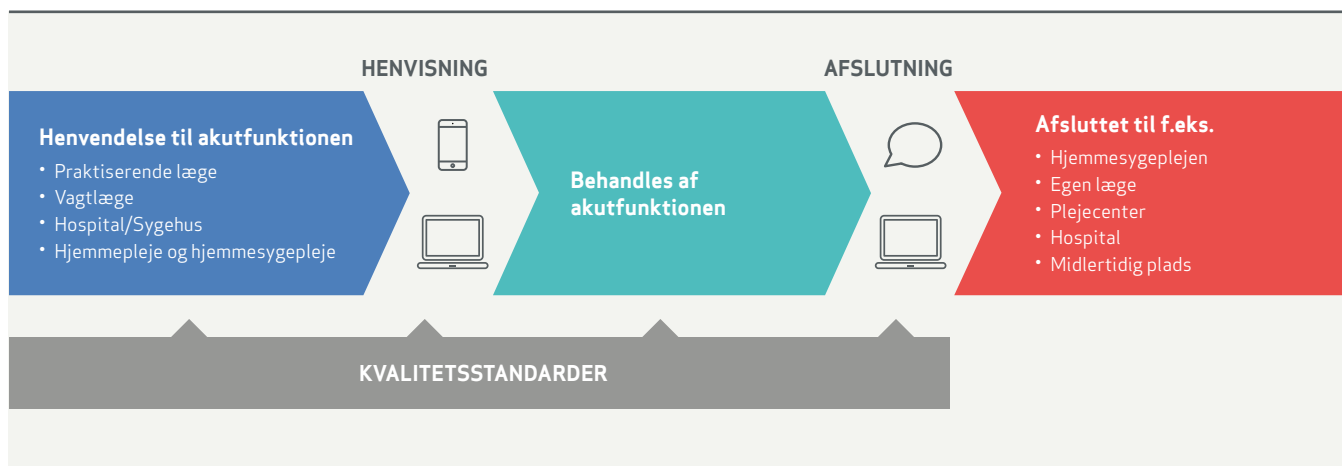 HENVISNING
AFSLUTNING
Henvendelse til akutfunktionen
• Praktiserende læge
• Vagtlæge
• Hospital/Sygehus
• Hjemmepleje og hjemmesygepleje
Behandles af
akutfunktionen
Afsluttet til f.eks.
• Hjemmesygeplejen
• Egen læge
• Plejecenter
• Hospital
• Midlertidig plads
KVALITETSSTANDARDER